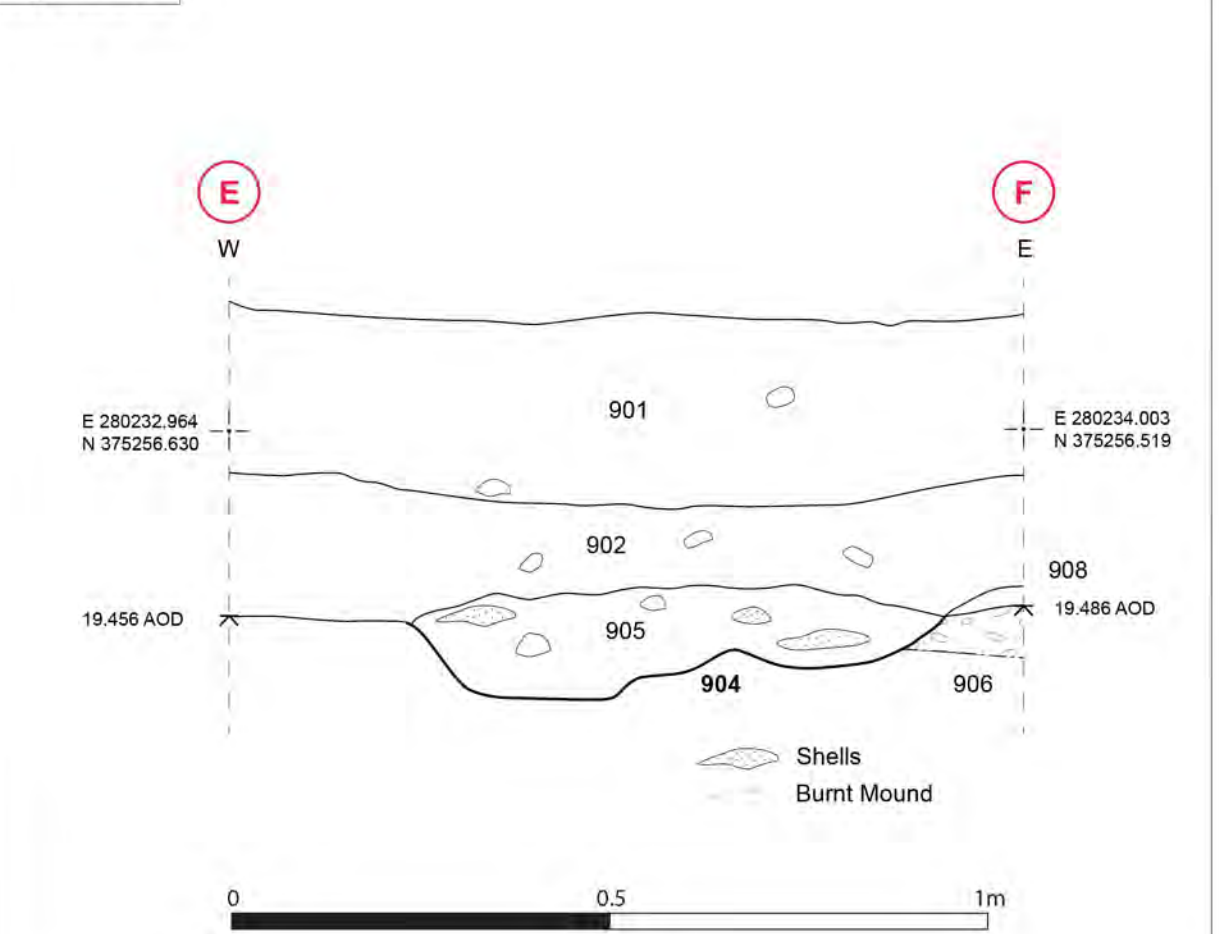 E
F
W
E
901
E 280232.964
N 375256.630
E 280234.003
N 375256.519
902
908
19.456 AOD
905
19.486 AOD
904
906
Shells
Burnt Mound
0
0.5
1m